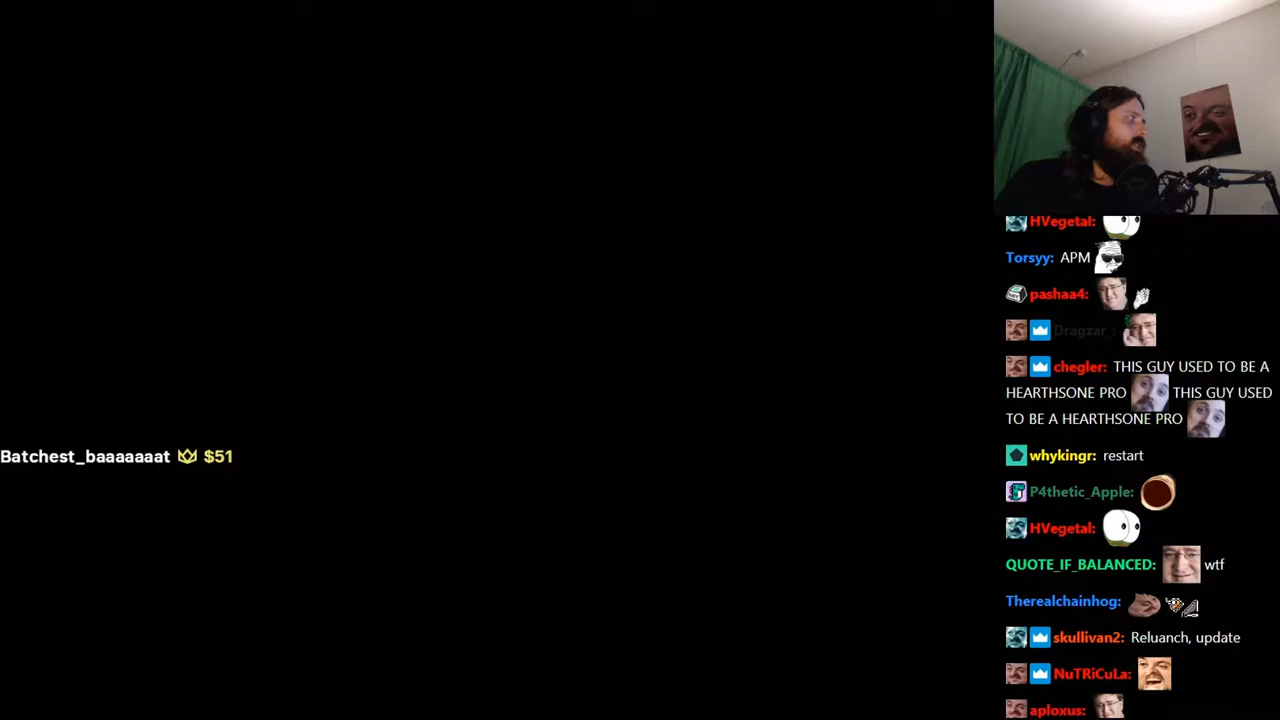 Batchest_baaaaaaat $51
HVegetal:
Torsyy: APM
pashaa4:
Dragzar_:
chegler: THIS GUY USED TO BE A
HEARTHSONE PRO THIS GUY USED
TO BE A HEARTHSONE PRO
whykingr: restart
P4thetic_Apple:
HVegetal:
QUOTE_IF_BALANCED: wtf
Therealchainhog:
skullivan2: Reluanch, update
NuTRiCuLa:
aploxus: